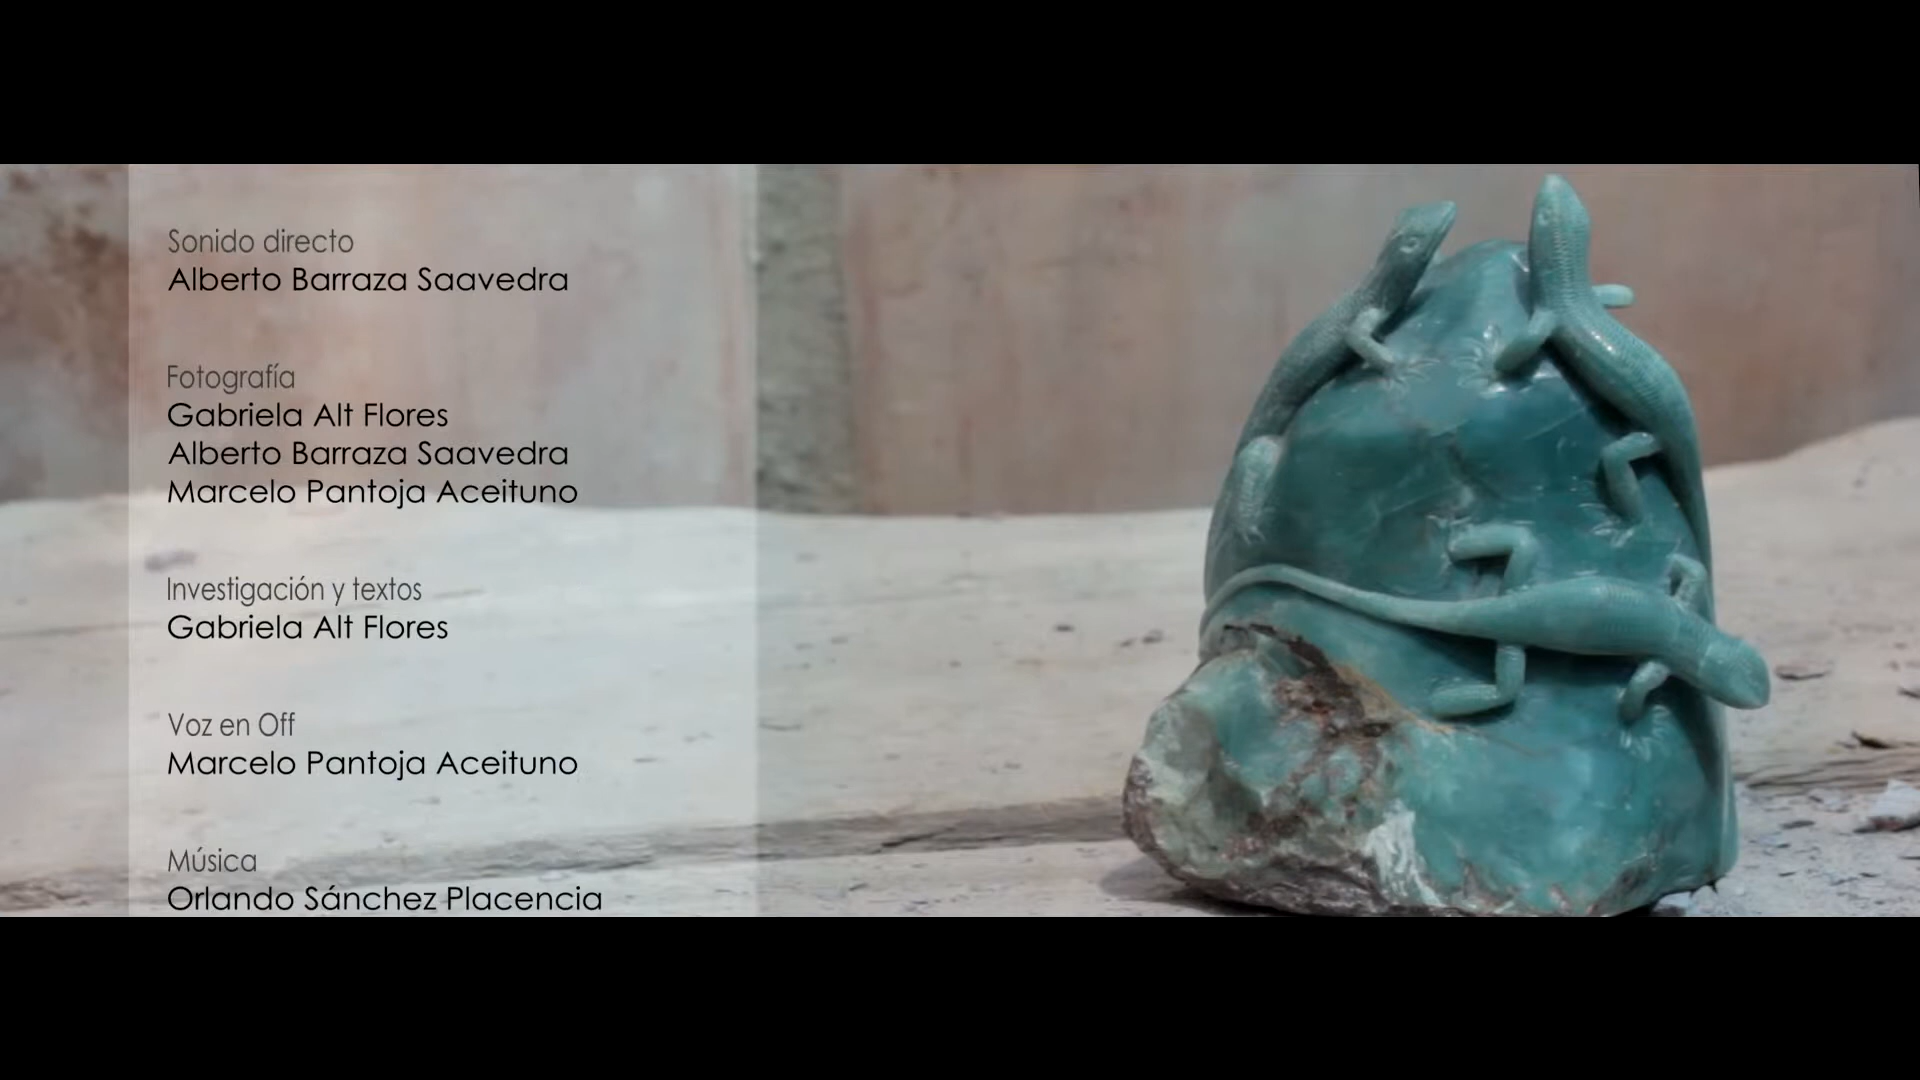 Sonido directo
Alberto Barraza Saavedra
Fotografía
Gabriela Alt Flores
Alberto Barraza Saavedra
Marcelo Pantoja Aceituno
Investigación y textos
Gabriela Alt Flores
Voz en Off
Marcelo Pantoja Aceituno
Música
Orlando Sánchez Placencia